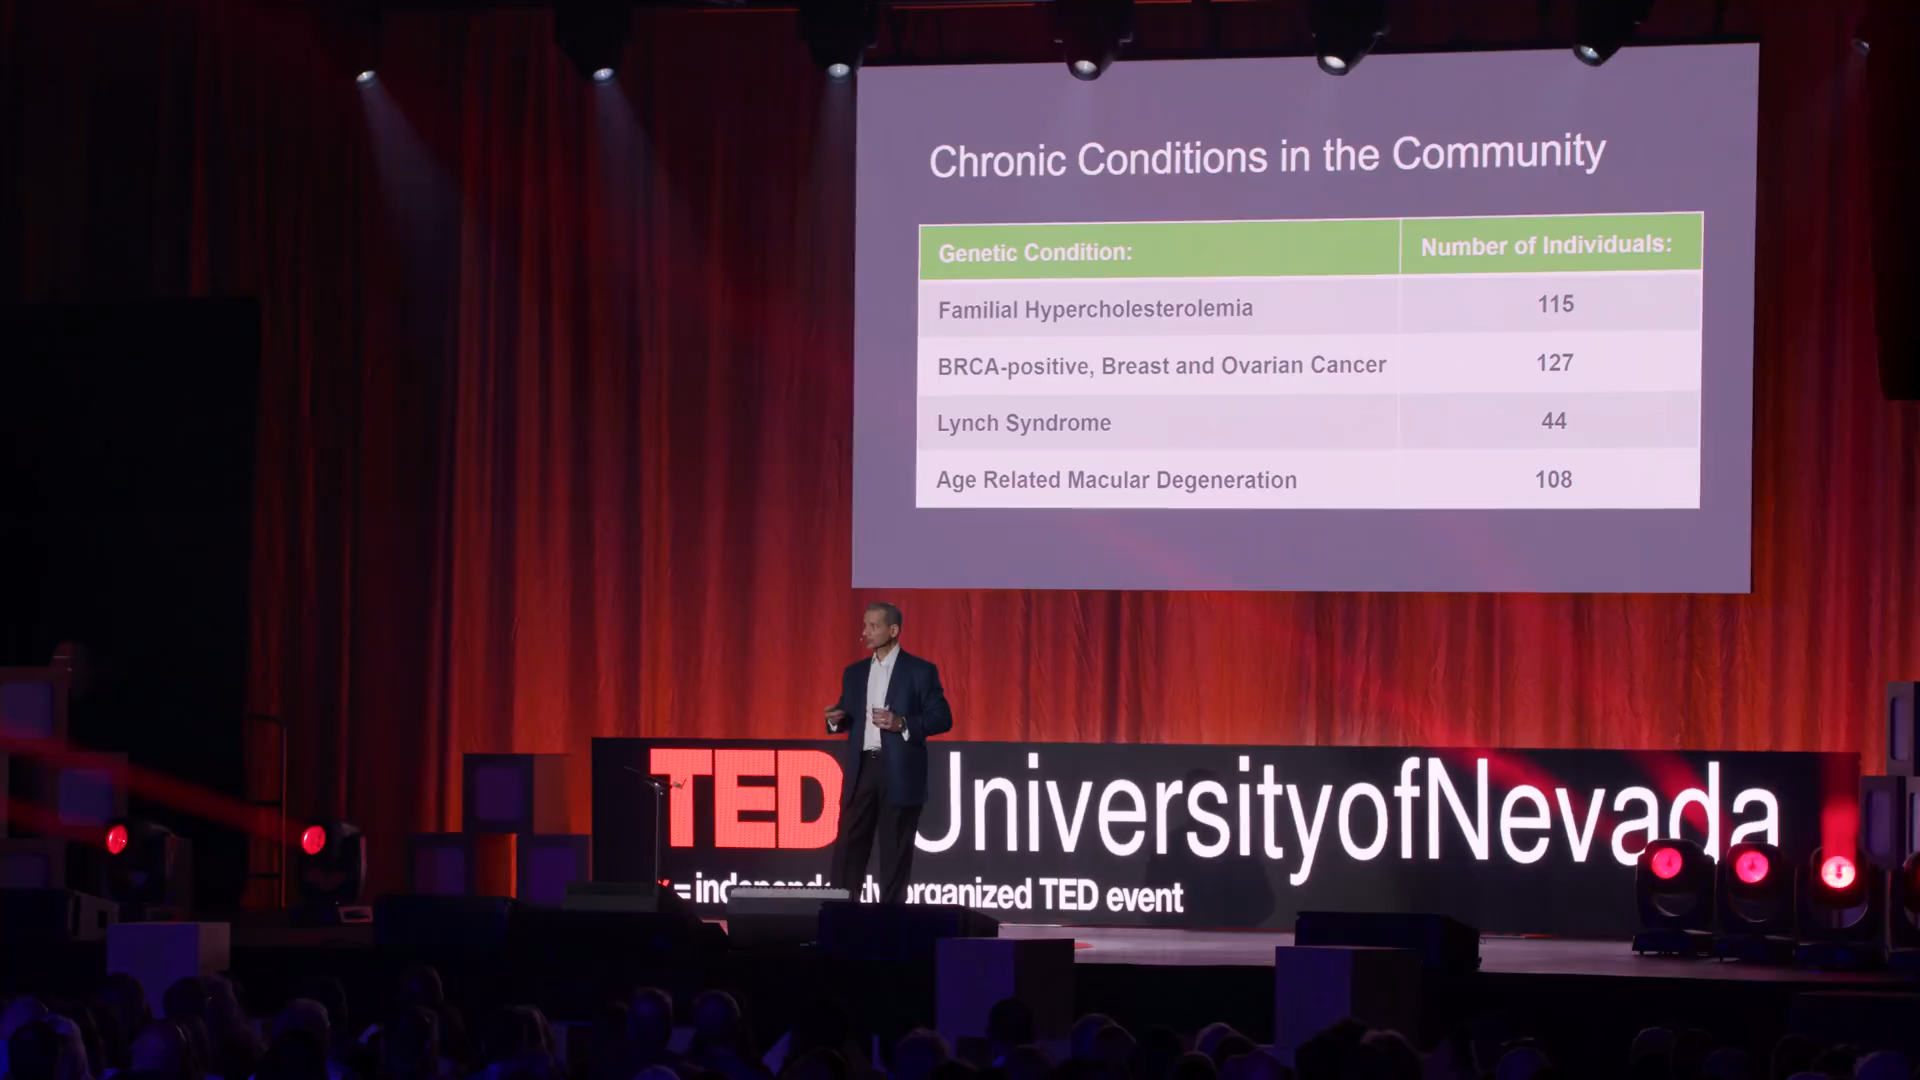 Chronic Conditions in the Community
Genetic Condition: Number of Individuals:
Familial Hypercholesterolemia 115
BRCA-positive, Breast and Ovarian Cancer 127
Lynch Syndrome 44
Age Related Macular Degeneration 108
TED UniversityofNevada
= independently organized TED event